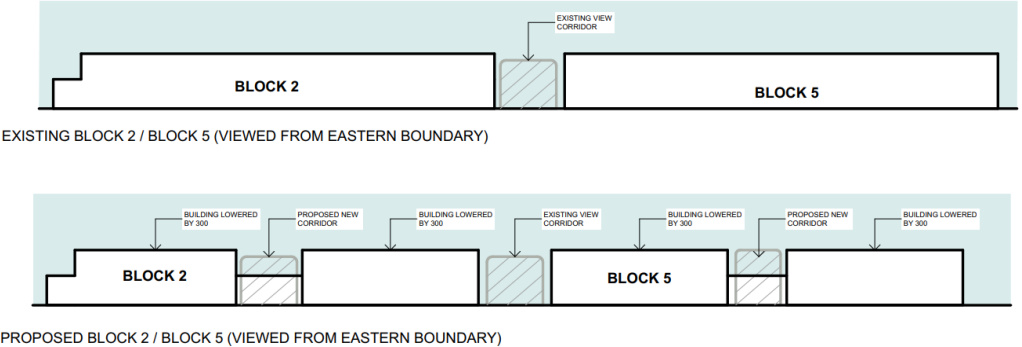 EXISTING VIEW
CORRIDOR
BLOCK 2
BLOCK 5
EXISTING BLOCK 2 / BLOCK 5 (VIEWED FROM EASTERN BOUNDARY)
BUILDING LOWERED
BY 300
PROPOSED NEW
CORRIDOR
BUILDING LOWERED
BY 300
EXISTING VIEW
CORRIDOR
BUILDING LOWERED
BY 300
PROPOSED NEW
CORRIDOR
BUILDING LOWERED
BY 300
BLOCK 2
BLOCK 5
PROPOSED BLOCK 2 / BLOCK 5 (VIEWED FROM EASTERN BOUNDARY)